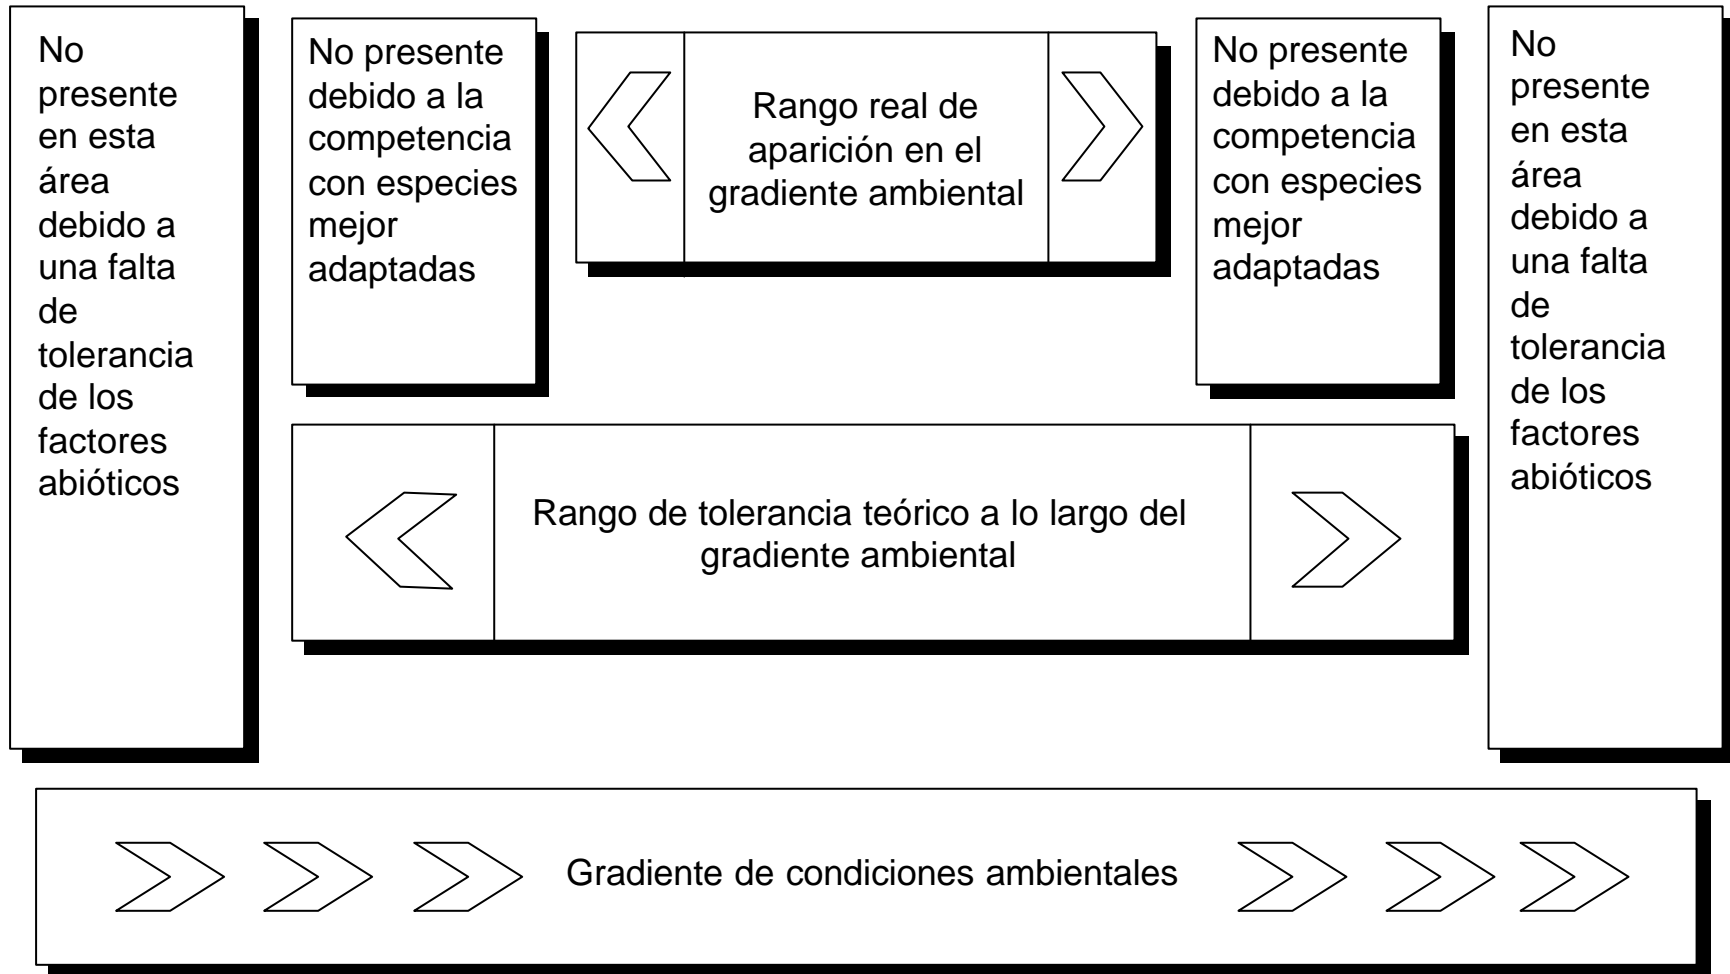 No
presente
en esta
área
debido a
una falta
de
tolerancia
de los
factores
abióticos
No presente
debido a la
competencia
con especies
mejor
adaptadas
Rango real de
aparición en el
gradiente ambiental
No presente
debido a la
competencia
con especies
mejor
adaptadas
No
presente
en esta
área
debido a
una falta
de
tolerancia
de los
factores
abióticos
Rango de tolerancia teórico a lo largo del
gradiente ambiental
Gradiente de condiciones ambientales